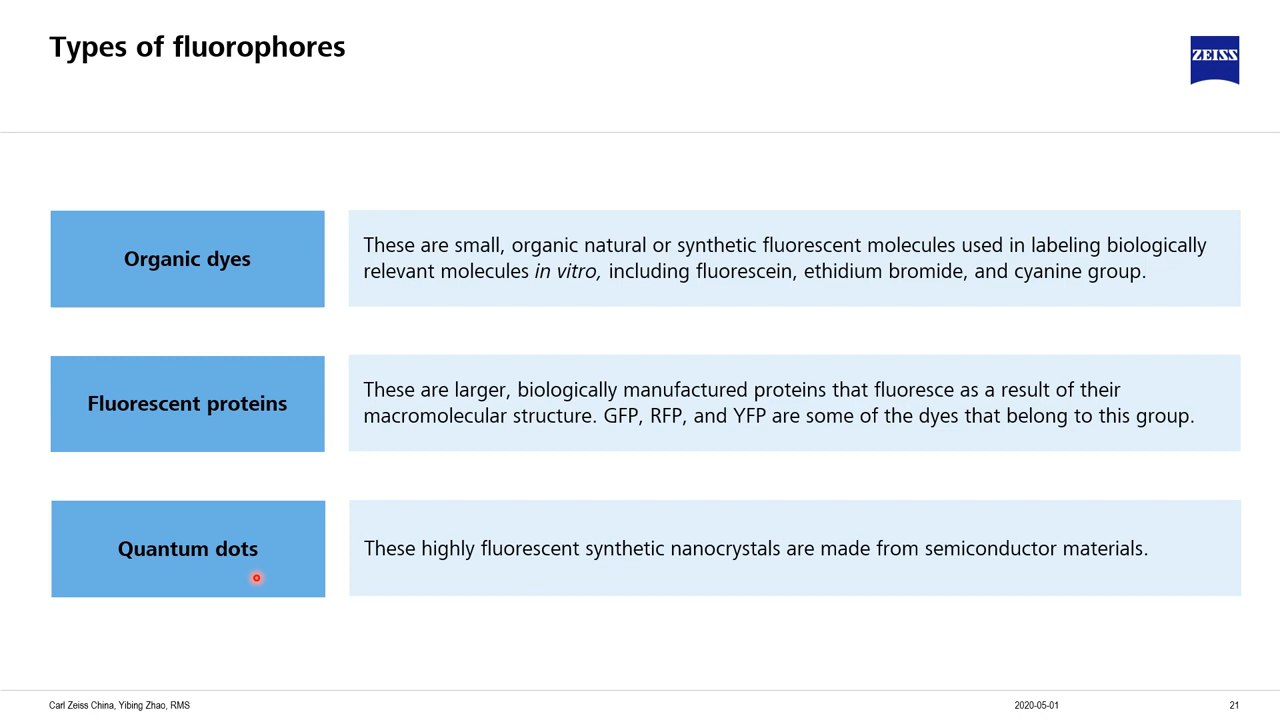 Types of fluorophores
ZEISS
Organic dyes
These are small, organic natural or synthetic fluorescent molecules used in labeling biologically
relevant molecules in vitro, including fluorescein, ethidium bromide, and cyanine group.
Fluorescent proteins
These are larger, biologically manufactured proteins that fluoresce as a result of their
macromolecular structure. GFP, RFP, and YFP are some of the dyes that belong to this group.
Quantum dots
These highly fluorescent synthetic nanocrystals are made from semiconductor materials.
Carl Zeiss China, Yibing Zhao, RMS
2020-05-01
21